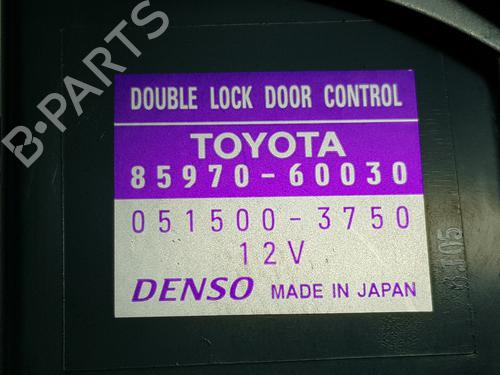 B-PARTS
DOUBLE LOCK DOOR CONTROL
TOYOTA
85970-60030
051500-3750
12V
DENSO MADE IN JAPAN